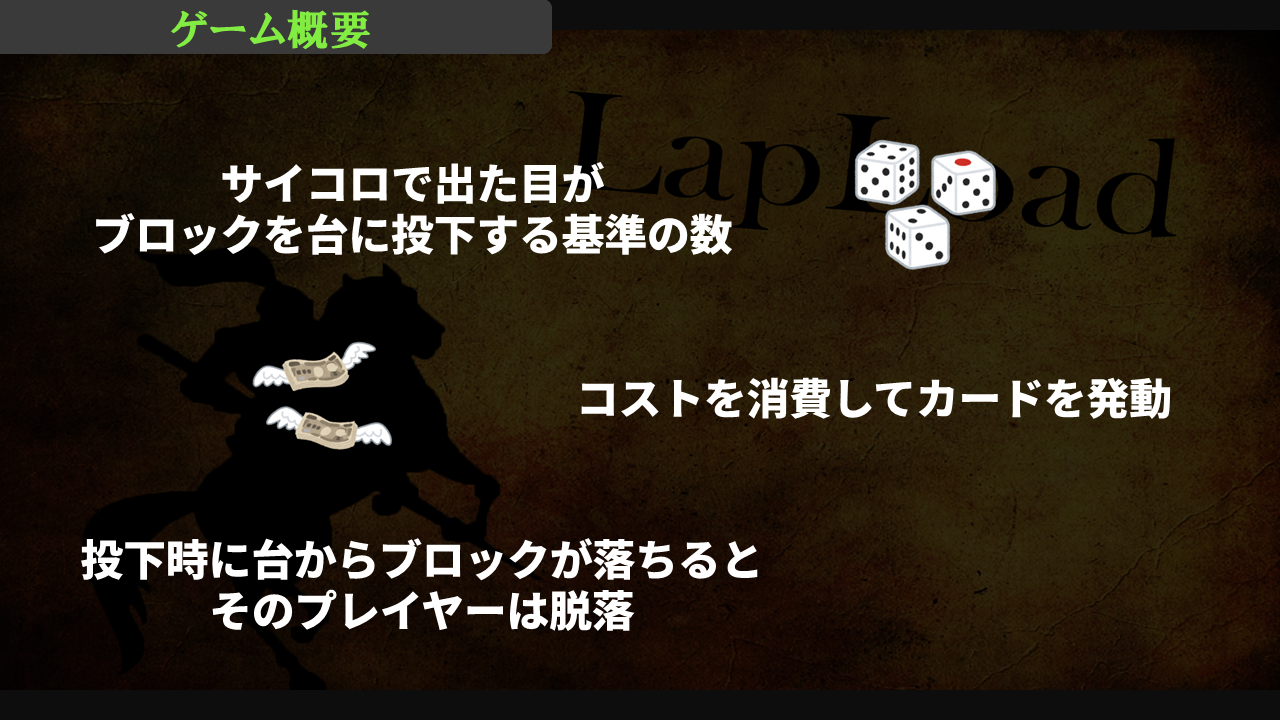 ゲーム概要
LapLoad
サイコロで出た目が
ブロックを台に投下する基準の数
コストを消費してカードを発動
投下時に台からブロックが落ちると
そのプレイヤーは脱落